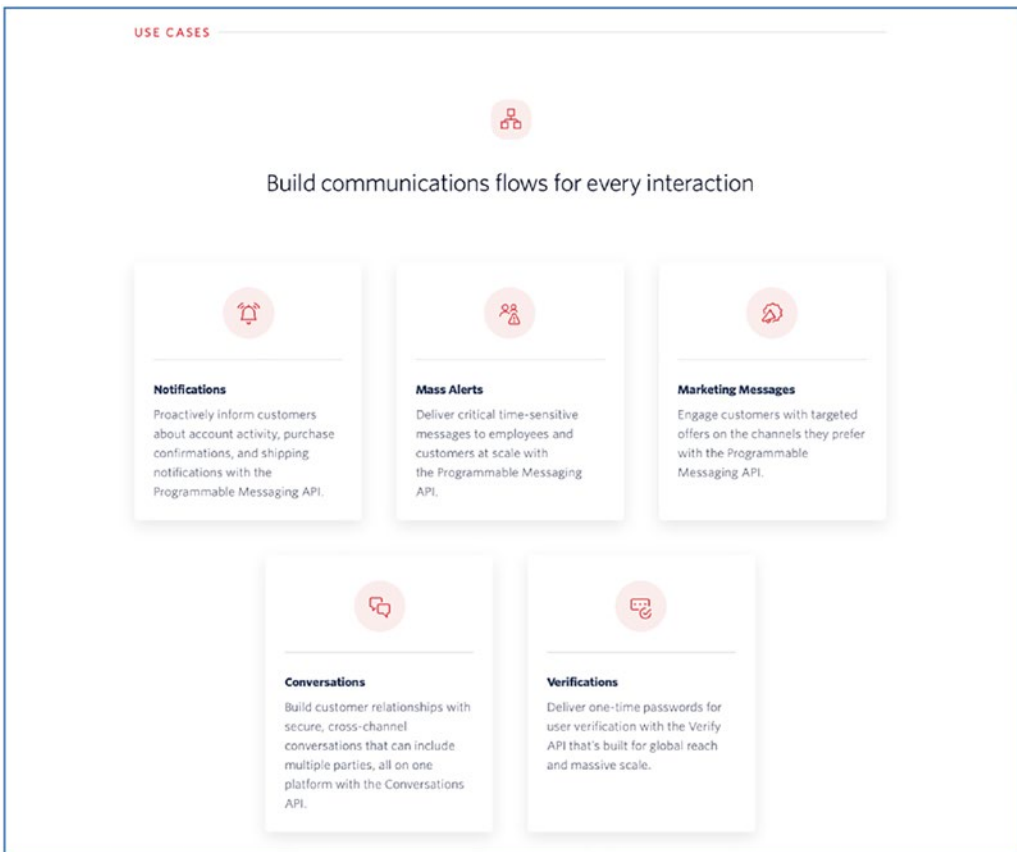 USE CASES
Build communications flows for every interaction
Notifications
Proactively inform customers
about account activity, purchase
confirmations, and shipping
notifications with the
Programmable Messaging API.
Mass Alerts
Deliver critical time-sensitive
messages to employees and
customers at scale with
the Programmable Messaging
API.
Marketing Messages
Engage customers with targeted
offers on the channels they prefer
with the Programmable
Messaging API.
Conversations
Build customer relationships with
secure, cross-channel
conversations that can include
multiple parties, all on one
platform with the Conversations
API.
Verifications
Deliver one-time passwords for
user verification with the Verify
API that's built for global reach
and massive scale.